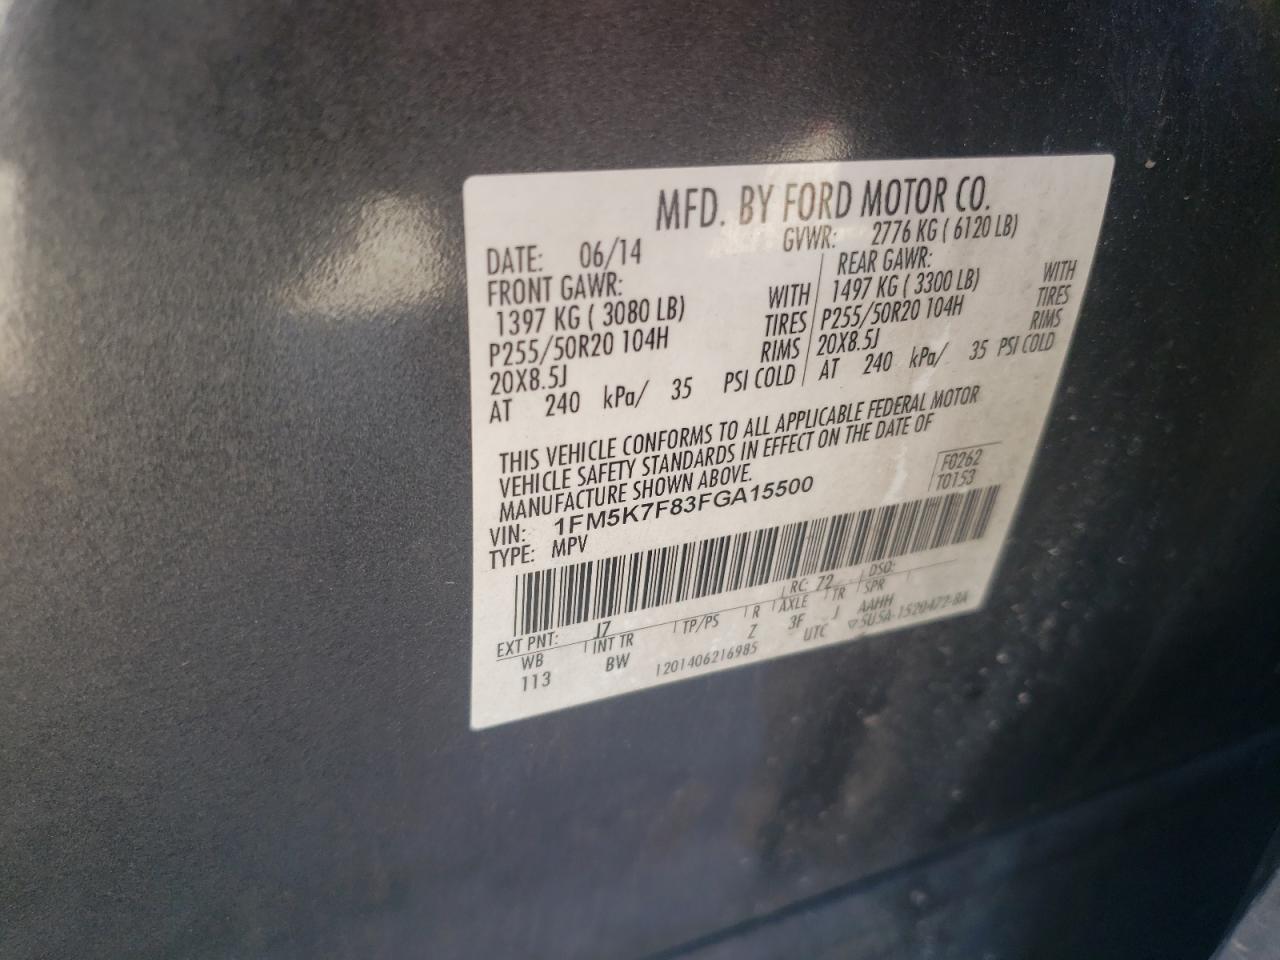 MFD. BY FORD MOTOR CO.
DATE: 06/14 GVWR: 2776 KG ( 6120 LB)
FRONT GAWR: REAR GAWR:
1397 KG ( 3080 LB) WITH 1497 KG ( 3300 LB) WITH
P255/50R20 104H TIRES P255/50R20 104H TIRES
20X8.5J RIMS 20X8.5J RIMS
AT 240 kPa/ 35 PSI COLD AT 240 kPa/ 35 PSI COLD
THIS VEHICLE CONFORMS TO ALL APPLICABLE FEDERAL MOTOR
VEHICLE SAFETY STANDARDS IN EFFECT ON THE DATE OF
MANUFACTURE SHOWN ABOVE.
F0262
T0153
VIN: 1FM5K7F83FGA15500
TYPE: MPV
EXT PNT: J7 RC: 72 DSO:
WB INT TR TP/PS R AXLE TR SPR
113 BW Z 3F J AAHH
1201406216985 UTC ▽5U5A-1520472-8A